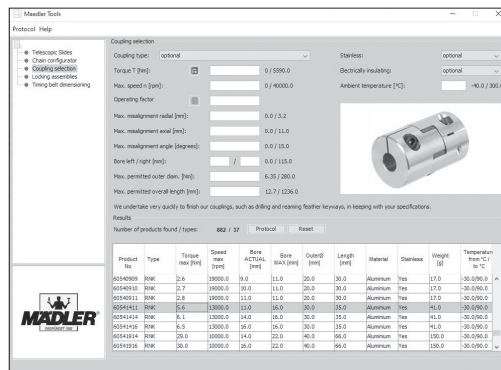 Maedler Tools
Protocol Help
Telescopic Slides
Chain configurator
Coupling selection
Locking assembles
Timing belt dimensioning
Coupling selection
Coupling type: optional
Stainless: optional
Torque T [Nm]: 0 / 5590.0
Electrically insulating: optional
Max. speed n [rpm]: 0 / 40000.0
Ambient temperature [°C]: -40.0 / 300.
Operating factor
Max. misalignment radial [mm]: 0.0 / 3.2
Max. misalignment axial [mm]: 0.0 / 11.0
Max. misalignment angle [degrees]: 0.0 / 15.0
Bore left / right [mm]: / 0.0 / 115.0
Max. permitted outer diam. [mm]: 6.35 / 280.0
Max. permitted overall length [mm]: 12.7 / 1236.0
We undertake very quickly to finish our couplings, such as drilling and reaming feather keyways, in keeping with your specifications.
Results
Number of products found / types: 882 / 37 Protocol Reset
Product No. Type Torque max [Nm] Speed max [rpm] Bore ACTUAL [mm] Bore MAX [mm] OuterØ [mm] Length [mm] Material Stainless Weight [g] Temperatur from °C / to °C
60540909 RNK 2.6 19000.0 9.0 11.0 20.0 30.0 Aluminium Yes 17.0 -30.0/90.0
60540910 RNK 2.7 19000.0 10.0 11.0 20.0 30.0 Aluminium Yes 17.0 -30.0/90.0
60540911 RNK 2.8 19000.0 11.0 11.0 20.0 30.0 Aluminium Yes 17.0 -30.0/90.0
60541411 RNK 5.6 13000.0 11.0 16.0 30.0 35.0 Aluminium Yes 41.0 -30.0/90.0
60541414 RNK 6.1 13000.0 14.0 16.0 30.0 35.0 Aluminium Yes 41.0 -30.0/90.0
60541416 RNK 6.5 13000.0 16.0 16.0 30.0 35.0 Aluminium Yes 41.0 -30.0/90.0
60541914 RNK 29.0 10000.0 14.0 22.0 40.0 66.0 Aluminium Yes 150.0 -30.0/90.0
60541916 RNK 30.0 10000.0 16.0 22.0 40.0 66.0 Aluminium Yes 150.0 -30.0/90.0
MÄDLER®